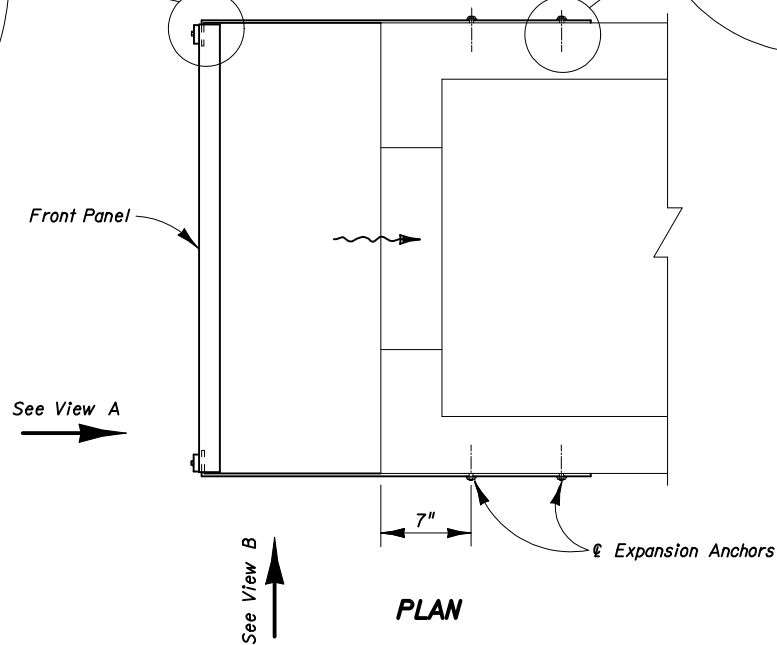 Front Panel
See View A
7"
℄ Expansion Anchors
See View B
PLAN